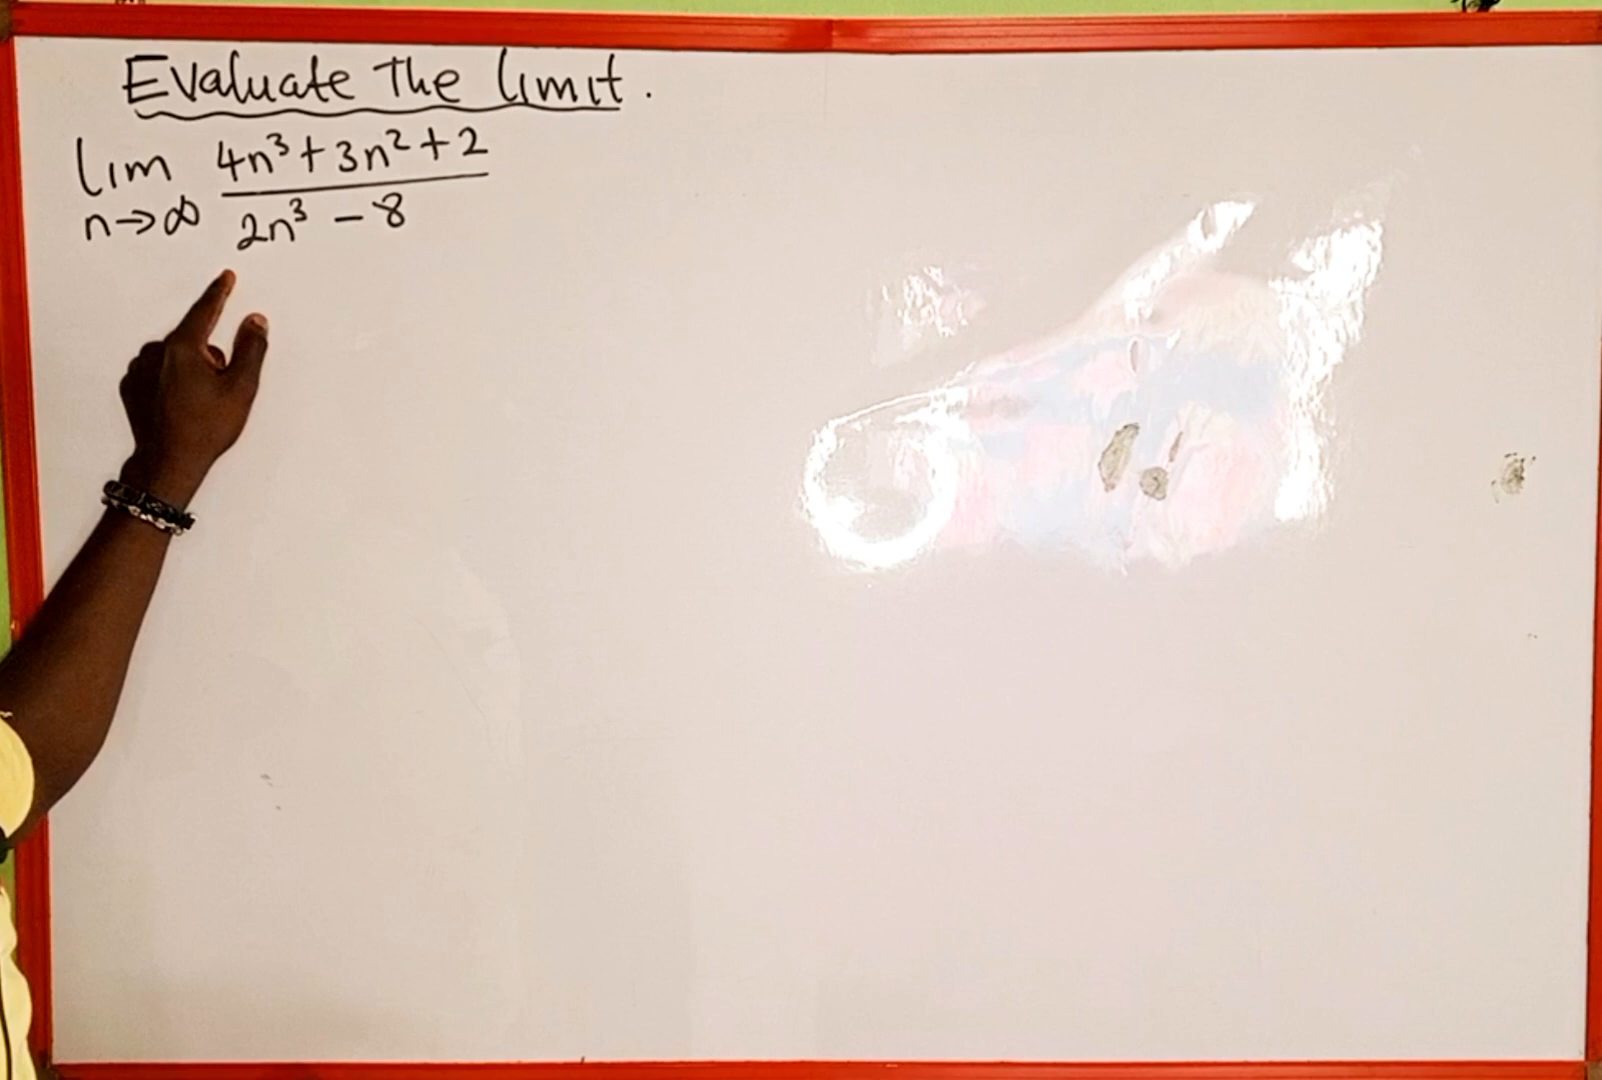 Evaluate The limit.
lim 4n³+3n²+2
n→∞ 2n³ - 8